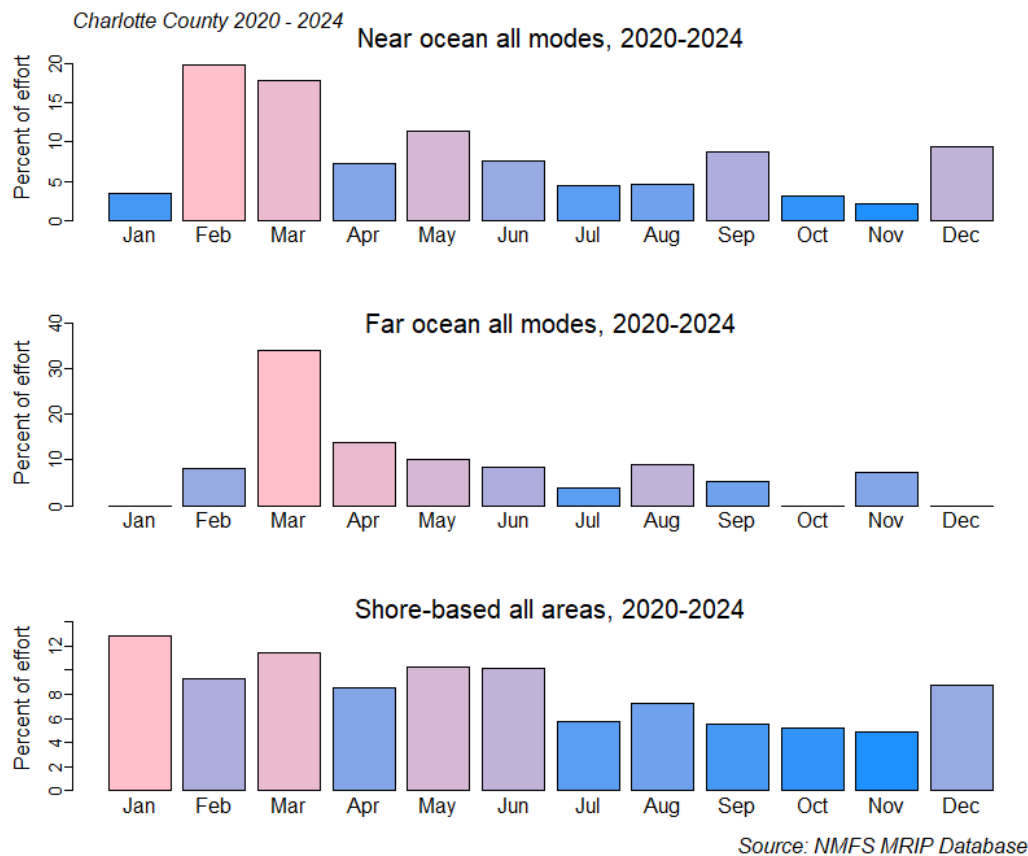 Charlotte County 2020 - 2024
Near ocean all modes, 2020-2024
Percent of effort
20
15
10
5
0
Jan Feb Mar Apr May Jun Jul Aug Sep Oct Nov Dec
Far ocean all modes, 2020-2024
Percent of effort
40
30
20
10
0
Jan Feb Mar Apr May Jun Jul Aug Sep Oct Nov Dec
Shore-based all areas, 2020-2024
Percent of effort
12
8
6
4
2
0
Jan Feb Mar Apr May Jun Jul Aug Sep Oct Nov Dec
Source: NMFS MRIP Database